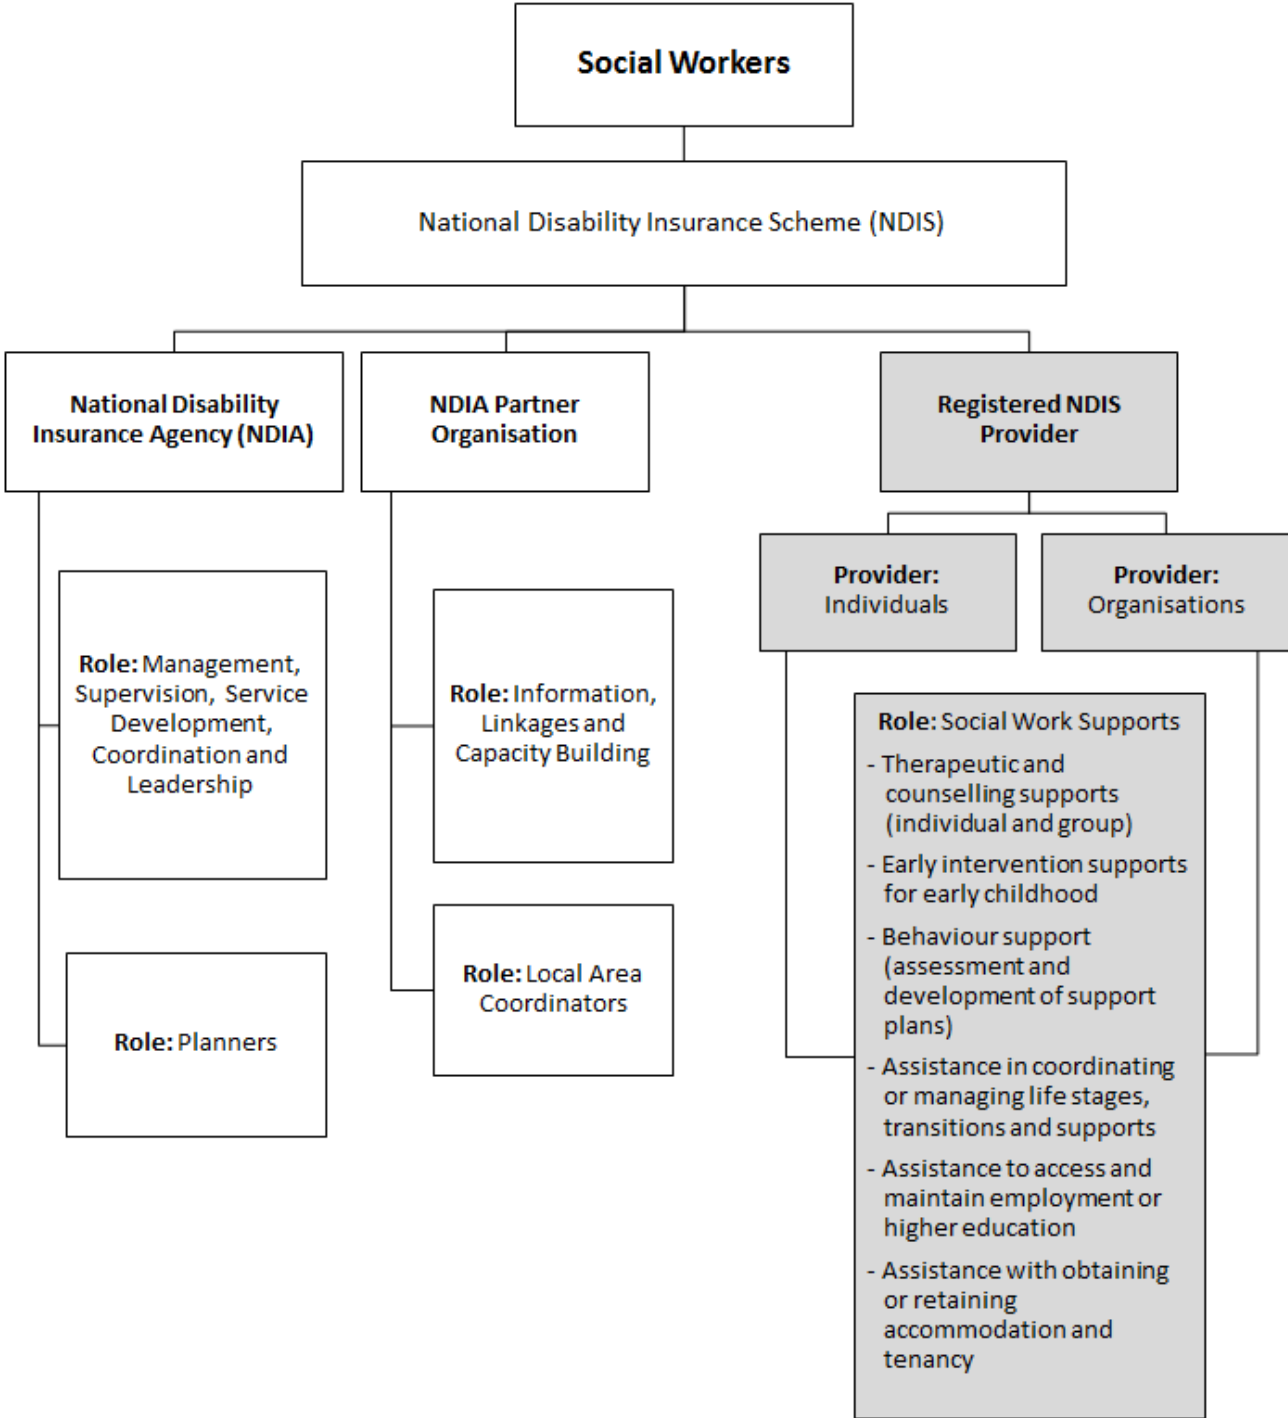 Social Workers
National Disability Insurance Scheme (NDIS)
National Disability
Insurance Agency (NDIA)
NDIA Partner
Organisation
Registered NDIS
Provider
Role: Management,
Supervision, Service
Development,
Coordination and
Leadership
Role: Planners
Role: Information,
Linkages and
Capacity Building
Role: Local Area
Coordinators
Provider:
Individuals
Provider:
Organisations
Role: Social Work Supports
- Therapeutic and
counselling supports
(individual and group)
- Early intervention supports
for early childhood
- Behaviour support
(assessment and
development of support
plans)
- Assistance in coordinating
or managing life stages,
transitions and supports
- Assistance to access and
maintain employment or
higher education
- Assistance with obtaining
or retaining
accommodation and
tenancy